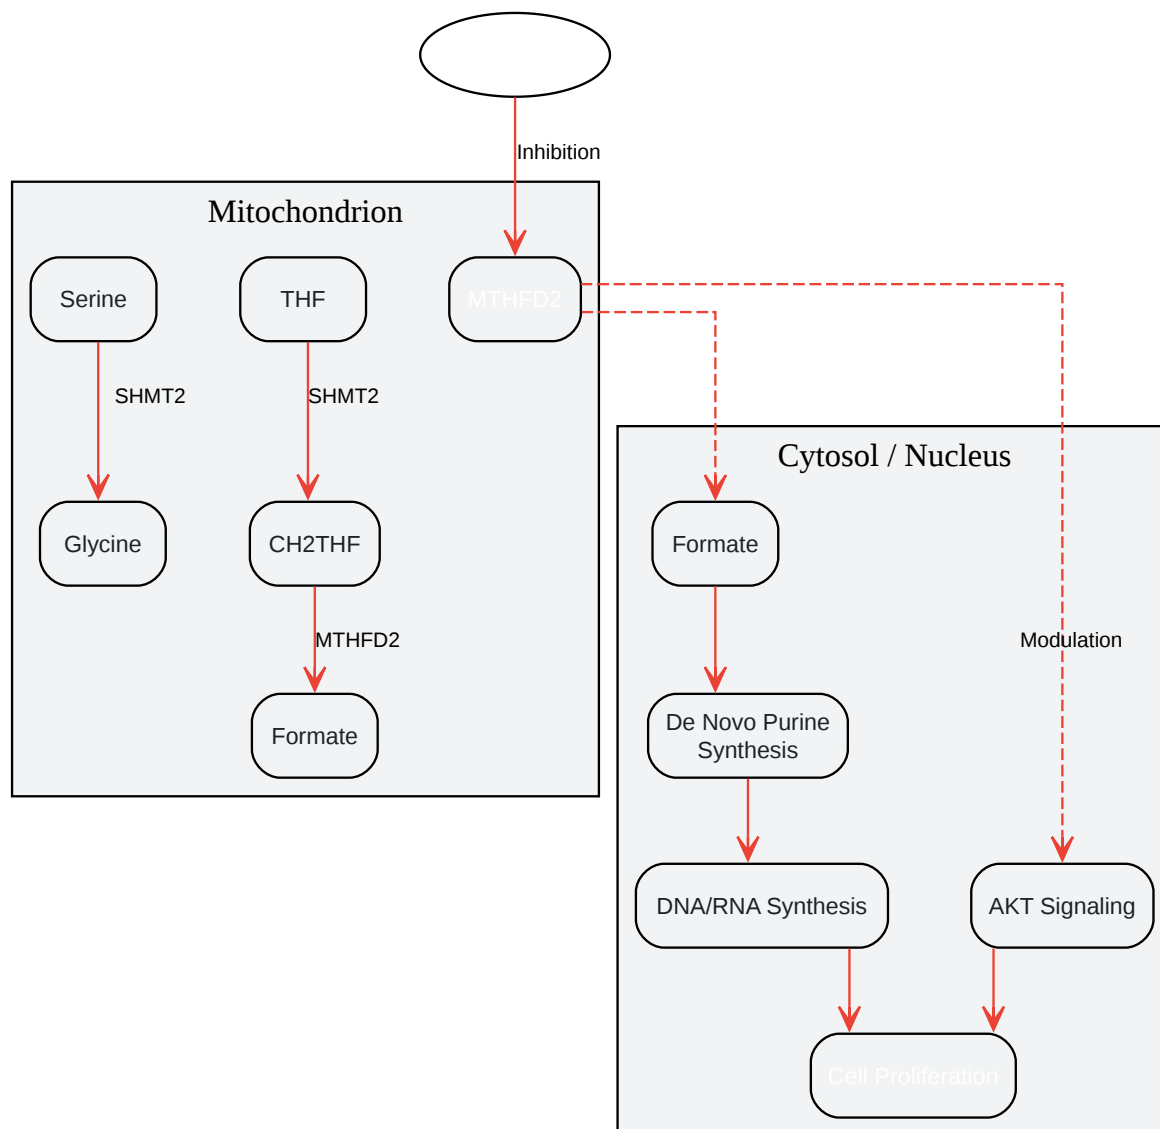 Inhibition
Mitochondrion
Serine
THF
MTHFD2
SHMT2
SHMT2
Cytosol / Nucleus
Glycine
CH2THF
Formate
MTHFD2
Modulation
Formate
De Novo Purine
Synthesis
DNA/RNA Synthesis
AKT Signaling
Cell Proliferation